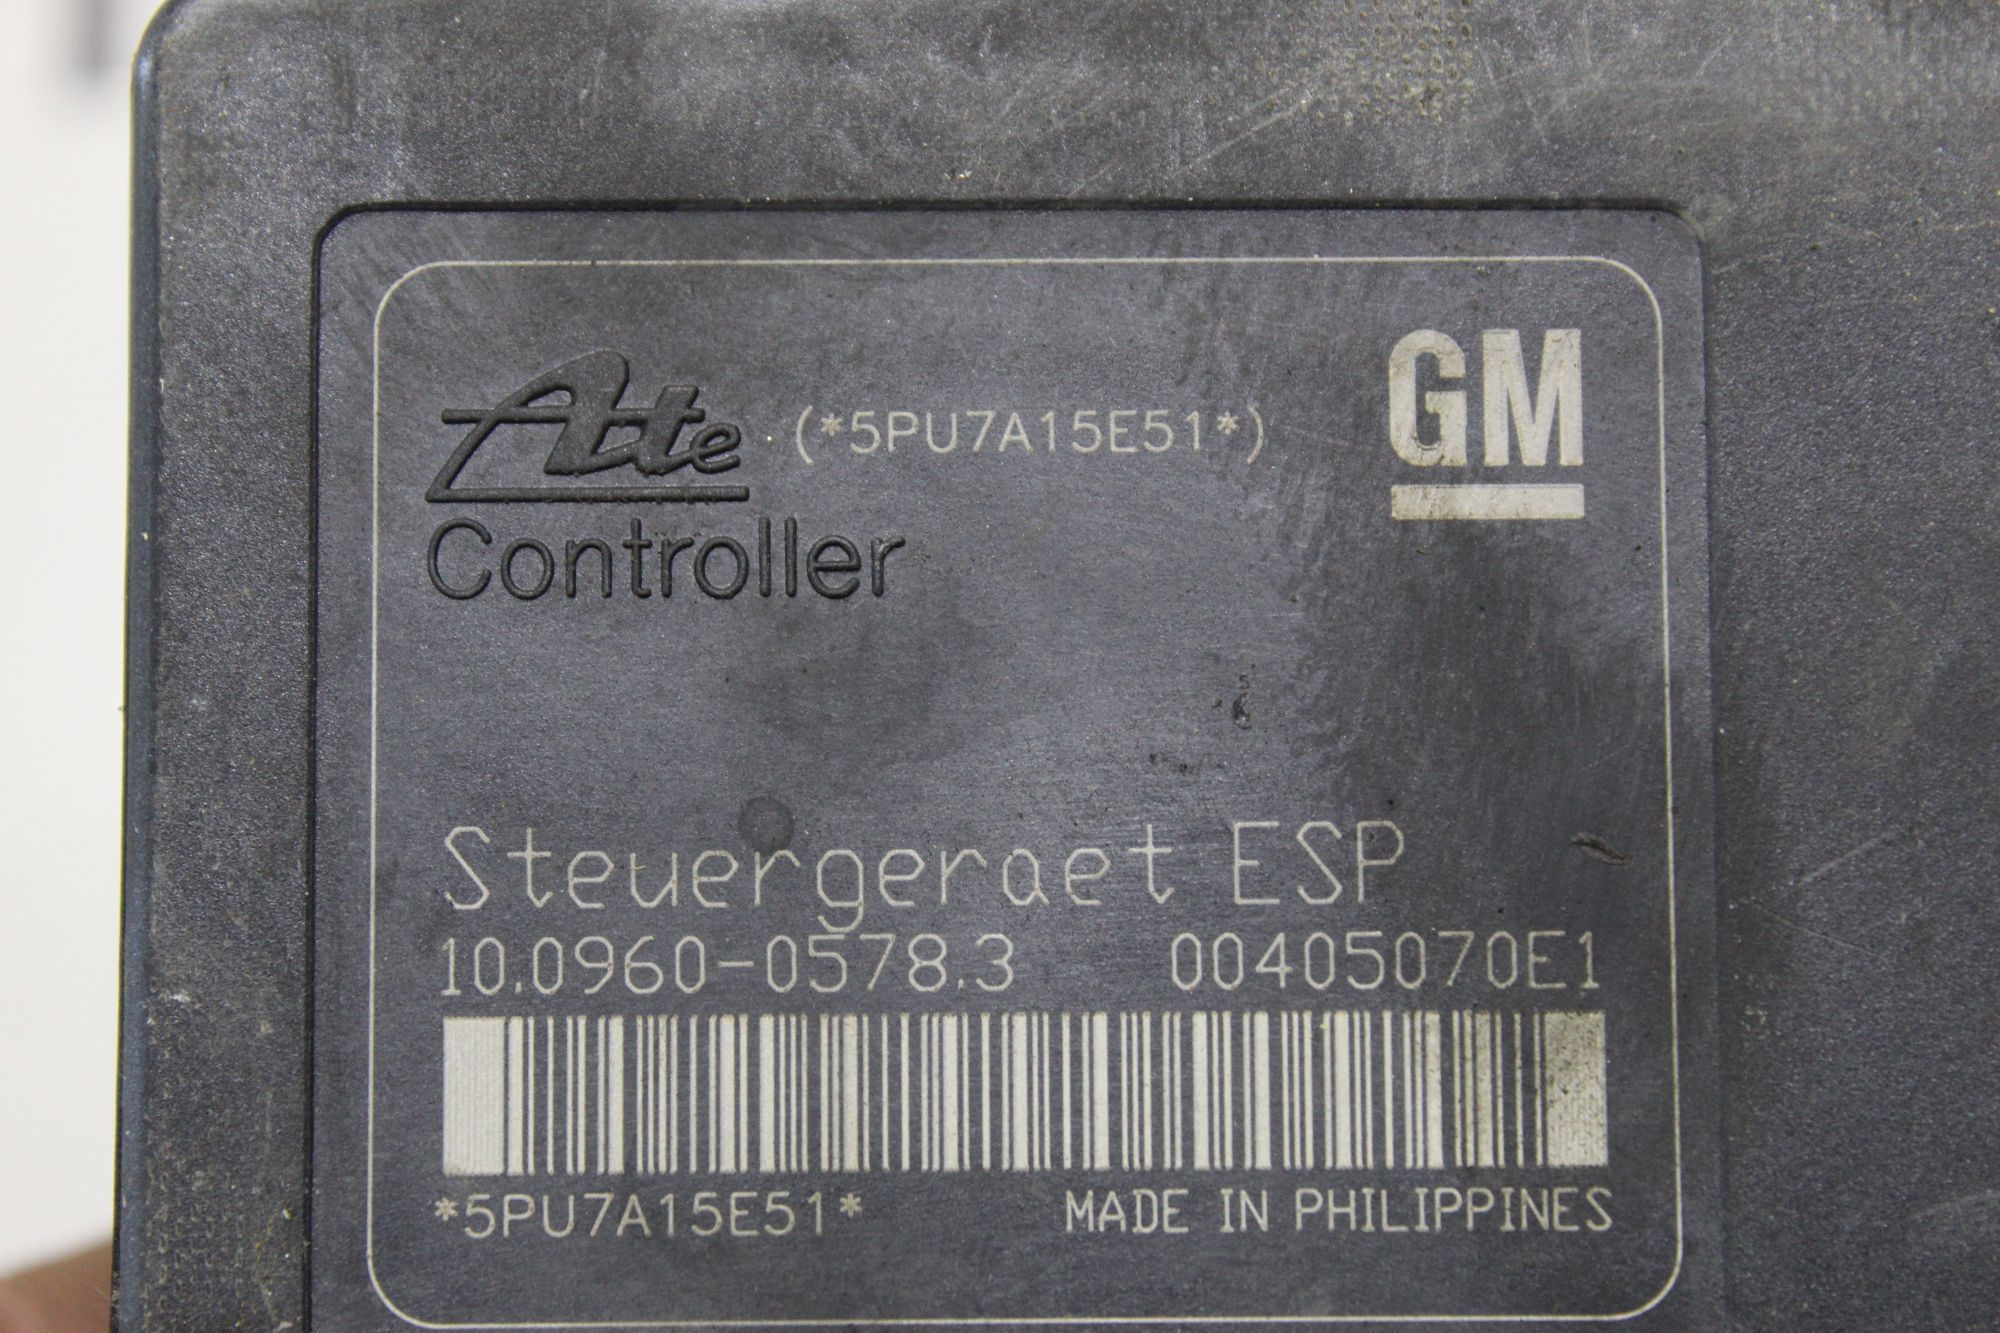 Ate (*5PU7A15E51*) GM
Controller
Steuergeraet ESP
10.0960-0578.3 00405070E1
*5PU7A15E51* MADE IN PHILIPPINES